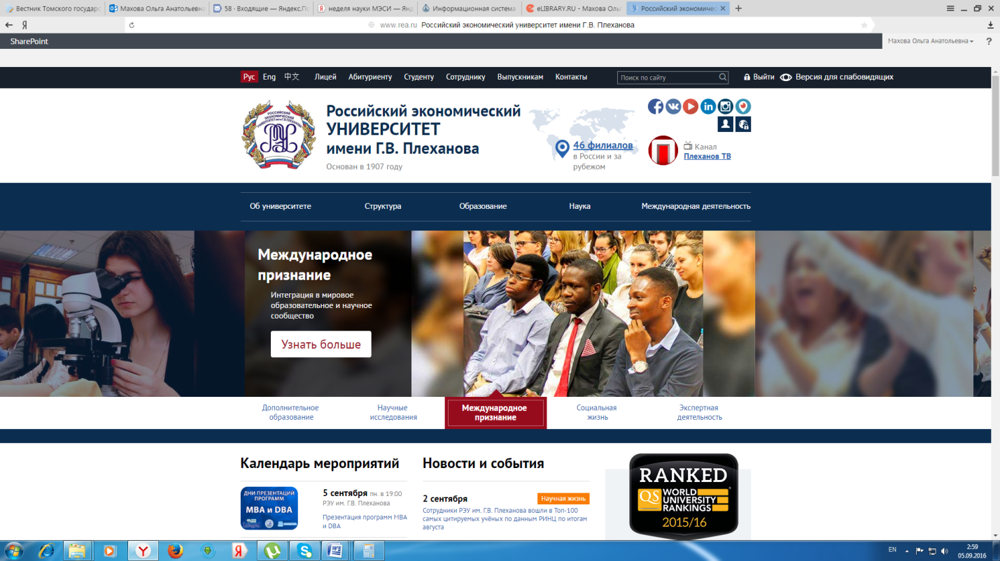 Вестник Томского государс
Махова Ольга Анатольевна
58 · Входящие — Яндекс.По
неделя науки МЭСИ — Янд
Информационная система
eLIBRARY.RU - Махова Оль
Российский экономичес
www.rea.ru Российский экономический университет имени Г.В. Плеханова
SharePoint
Махова Ольга Анатольевна
?
Рус Eng 中文 Лицей Абитуриенту Студенту Сотруднику Выпускникам Контакты
Поиск по сайту
Выйти
Версия для слабовидящих
РОССИЙСКИЙ
ЭКОНОМИЧЕСКИЙ
УНИВЕРСИТЕТ ИМЕНИ Г.В. ПЛЕХАНОВА
Российский экономический
УНИВЕРСИТЕТ
имени Г.В. Плеханова
Основан в 1907 году
46 филиалов
в России и за
рубежом
Канал
Плеханов ТВ
Об университете Структура Образование Наука Международная деятельность
Международное
признание
Интеграция в мировое
образовательное и научное
сообщество
Узнать больше
Дополнительное
образование
Научные
исследования
Международное
признание
Социальная
жизнь
Экспертная
деятельность
Календарь мероприятий
ДНИ ПРЕЗЕНТАЦИЙ
ПРОГРАММ
MBA и DBA
5 сентября пн. в 19:00
РЭУ им. Г.В. Плеханова
Презентация программ MBA
и DBA
Новости и события
2 сентября
Научная жизнь
Сотрудники РЭУ им. Г.В. Плеханова вошли в Топ-100
самых цитируемых учёных по данным РИНЦ по итогам
августа
RANKED
QS WORLD
UNIVERSITY
RANKINGS
2015/16
EN
2:59
05.09.2016